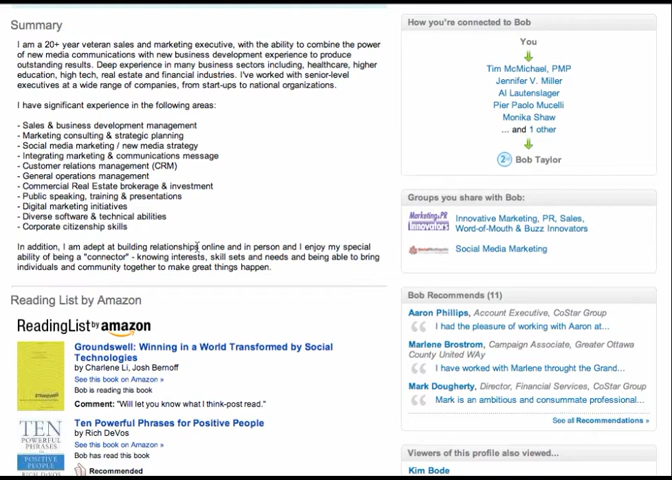 Summary
I am a 20+ year veteran sales and marketing executive, with the ability to combine the power
of new media communications with new business development experience to produce
outstanding results. Deep experience in many business sectors including, healthcare, higher
education, high tech, real estate and financial industries. I've worked with senior-level
executives at a wide range of companies, from start-ups to national organizations.
I have significant experience in the following areas:
- Sales & business development management
- Marketing consulting & strategic planning
- Social media marketing / new media strategy
- Integrating marketing & communications message
- Customer relations management (CRM)
- General operations management
- Commercial Real Estate brokerage & investment
- Public speaking, training & presentations
- Digital marketing initiatives
- Diverse software & technical abilities
- Corporate citizenship skills
In addition, I am adept at building relationships online and in person and I enjoy my special
ability of being a "connector" - knowing interests, skill sets and needs and being able to bring
individuals and community together to make great things happen.
Reading List by Amazon
ReadingList by amazon
Groundswell: Winning in a World Transformed by Social
Technologies
by Charlene Li, Josh Bernoff
See this book on Amazon »
Bob is reading this book
Comment: "Will let you know what I think-post read."
TEN
POWERFUL
PHRASES
FOR
POSITIVE
PEOPLE
Ten Powerful Phrases for Positive People
by Rich DeVos
See this book on Amazon »
Bob has read this book
Recommended
How you're connected to Bob
You
Tim McMichael, PMP
Jennifer V. Miller
Al Lautenslager
Pier Paolo Mucelli
Monika Shaw
... and 1 other
2nd Bob Taylor
Groups you share with Bob:
Marketing PR
Innovators
Innovative Marketing, PR, Sales,
Word-of-Mouth & Buzz Innovators
Social Media Marketing
Bob Recommends (11)
Aaron Phillips, Account Executive, CoStar Group
I had the pleasure of working with Aaron at...
Marlene Brostrom, Campaign Associate, Greater Ottawa
County United WAy
I have worked with Marlene throught the Grand...
Mark Dougherty, Director, Financial Services, CoStar Group
Mark is an ambitious and consummate professional...
See all Recommendations »
Viewers of this profile also viewed...
Kim Bode